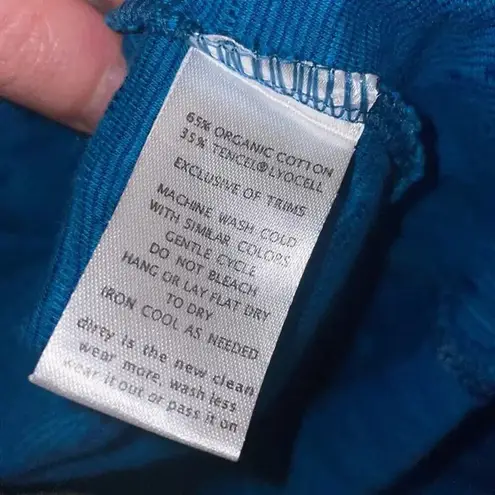 65% ORGANIC COTTON
35% TENCEL® LYOCELL
EXCLUSIVE OF TRIMS
MACHINE WASH COLD
WITH SIMILAR COLORS
GENTLE CYCLE
DO NOT BLEACH
HANG OR LAY FLAT DRY
TO DRY
IRON COOL AS NEEDED
dirty is the new clean
wear more, wash less
wear it out or pass it on